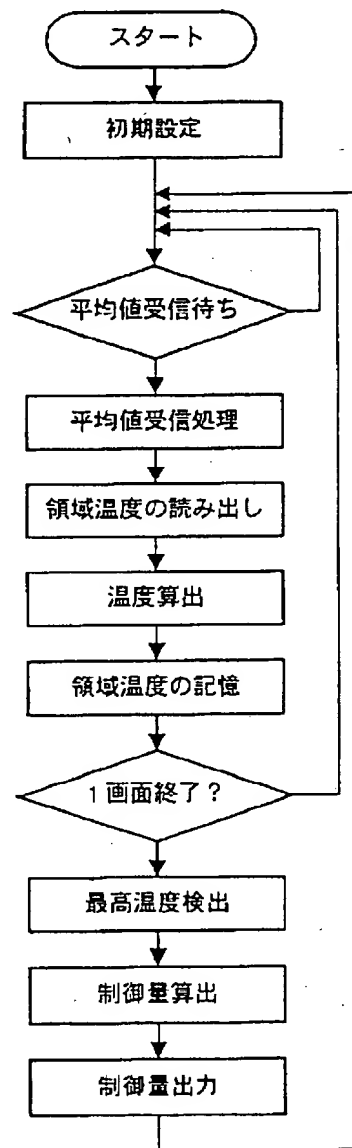 スタート
初期設定
平均値受信待ち
平均値受信処理
領域温度の読み出し
温度算出
領域温度の記憶
1画面終了?
最高温度検出
制御量算出
制御量出力